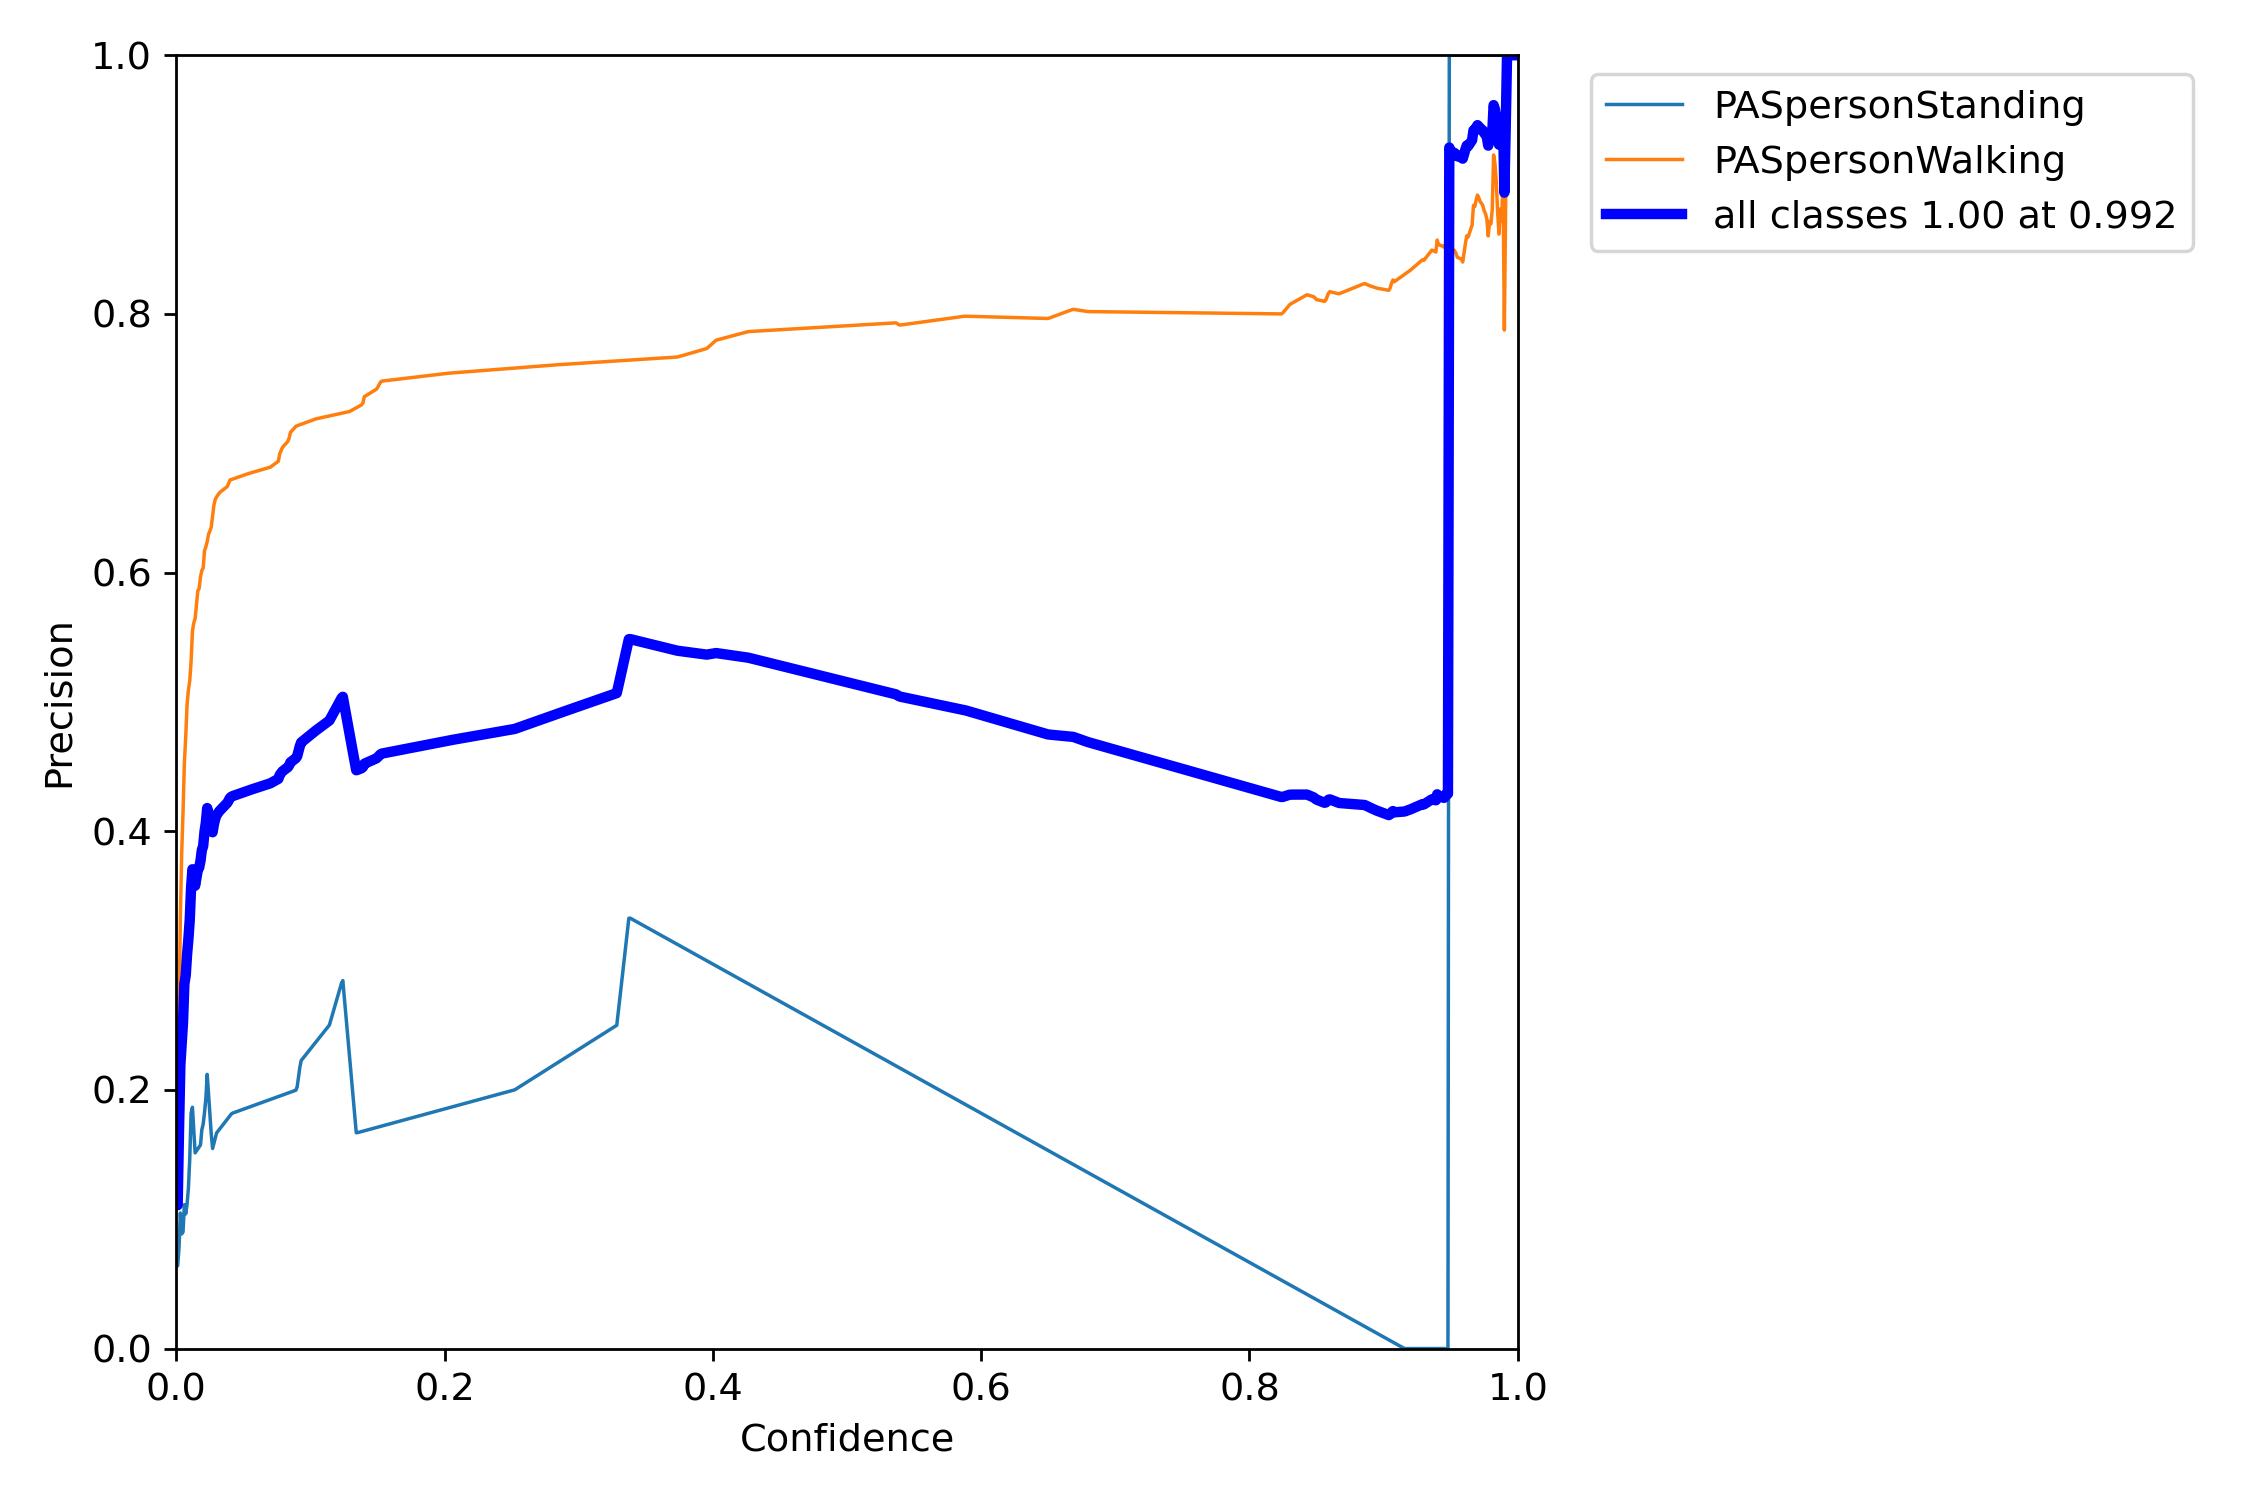 1.0
0.8
0.6
0.4
0.2
0.0
0.0 0.2 0.4 0.6 0.8 1.0
Precision
Confidence
PASpersonStanding
PASpersonWalking
all classes 1.00 at 0.992